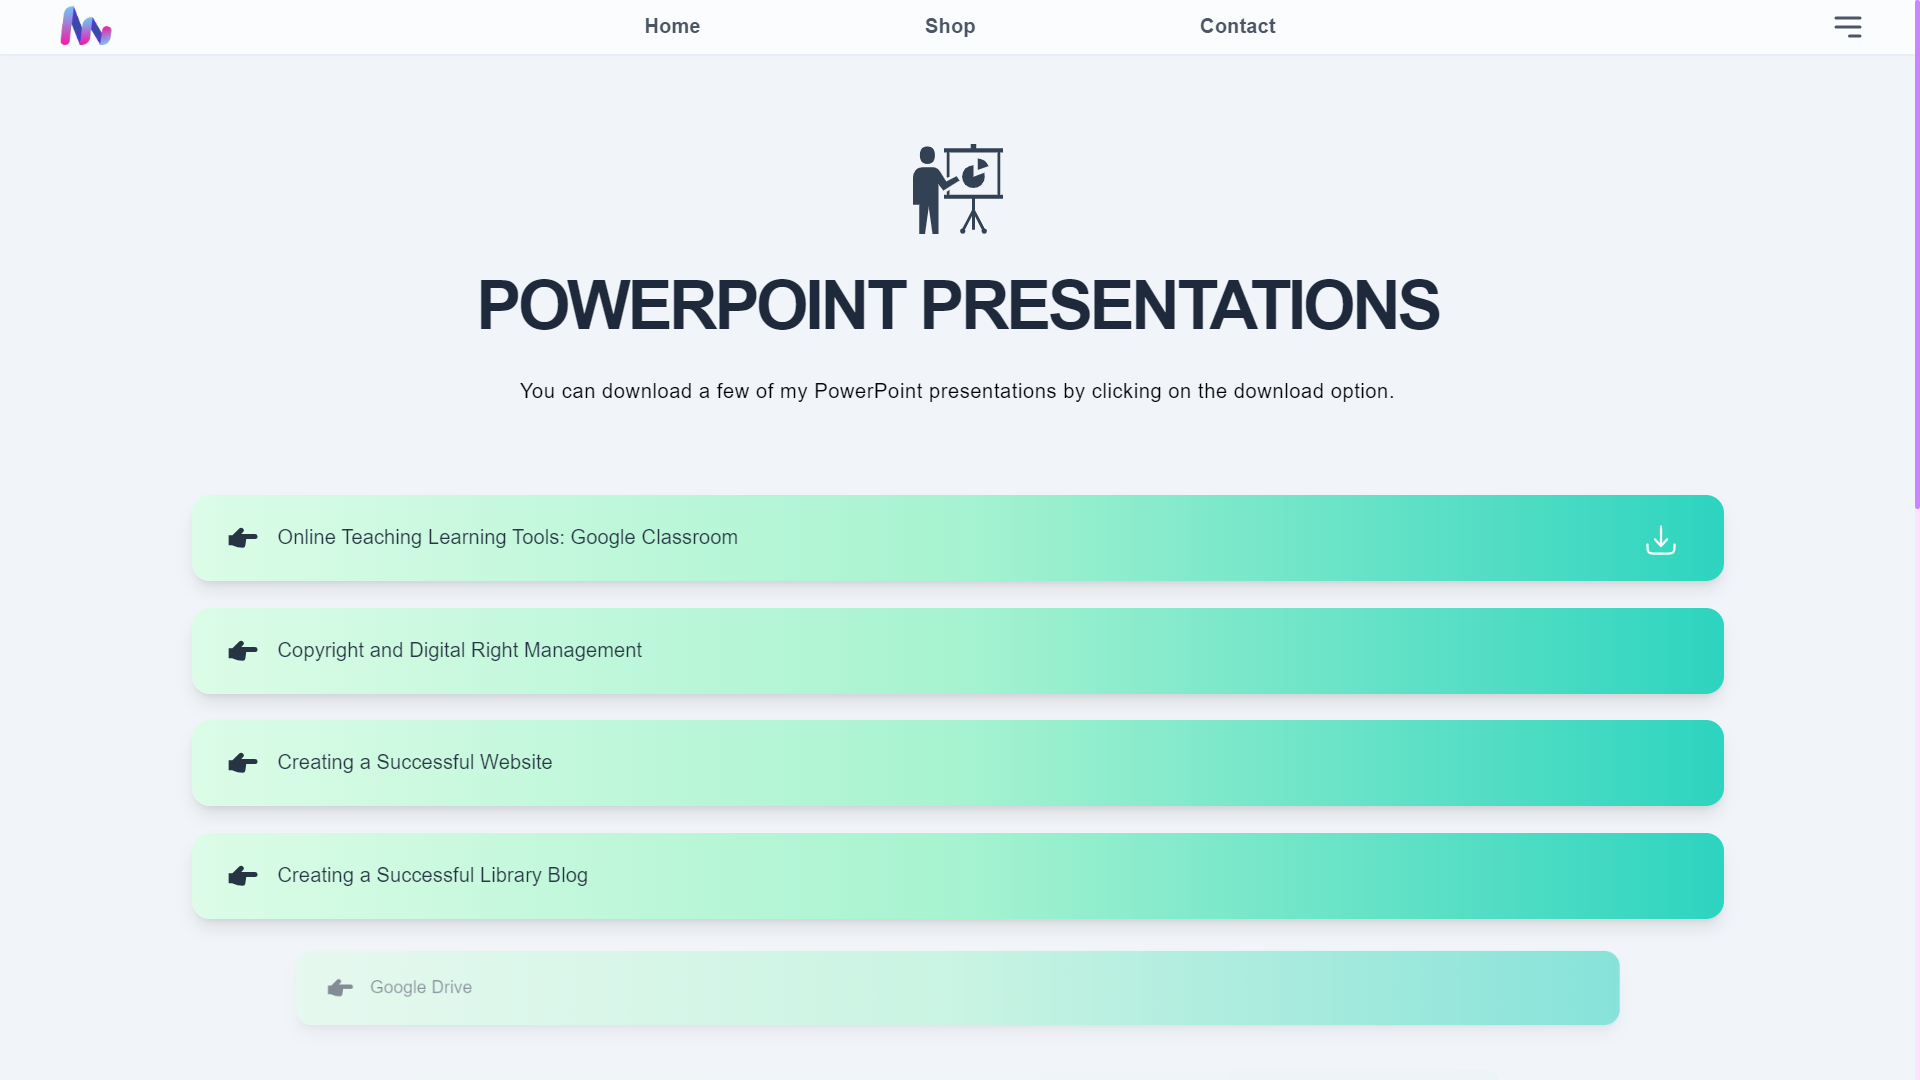 Home
Shop
Contact
POWERPOINT PRESENTATIONS
You can download a few of my PowerPoint presentations by clicking on the download option.
Online Teaching Learning Tools: Google Classroom
Copyright and Digital Right Management
Creating a Successful Website
Creating a Successful Library Blog
Google Drive